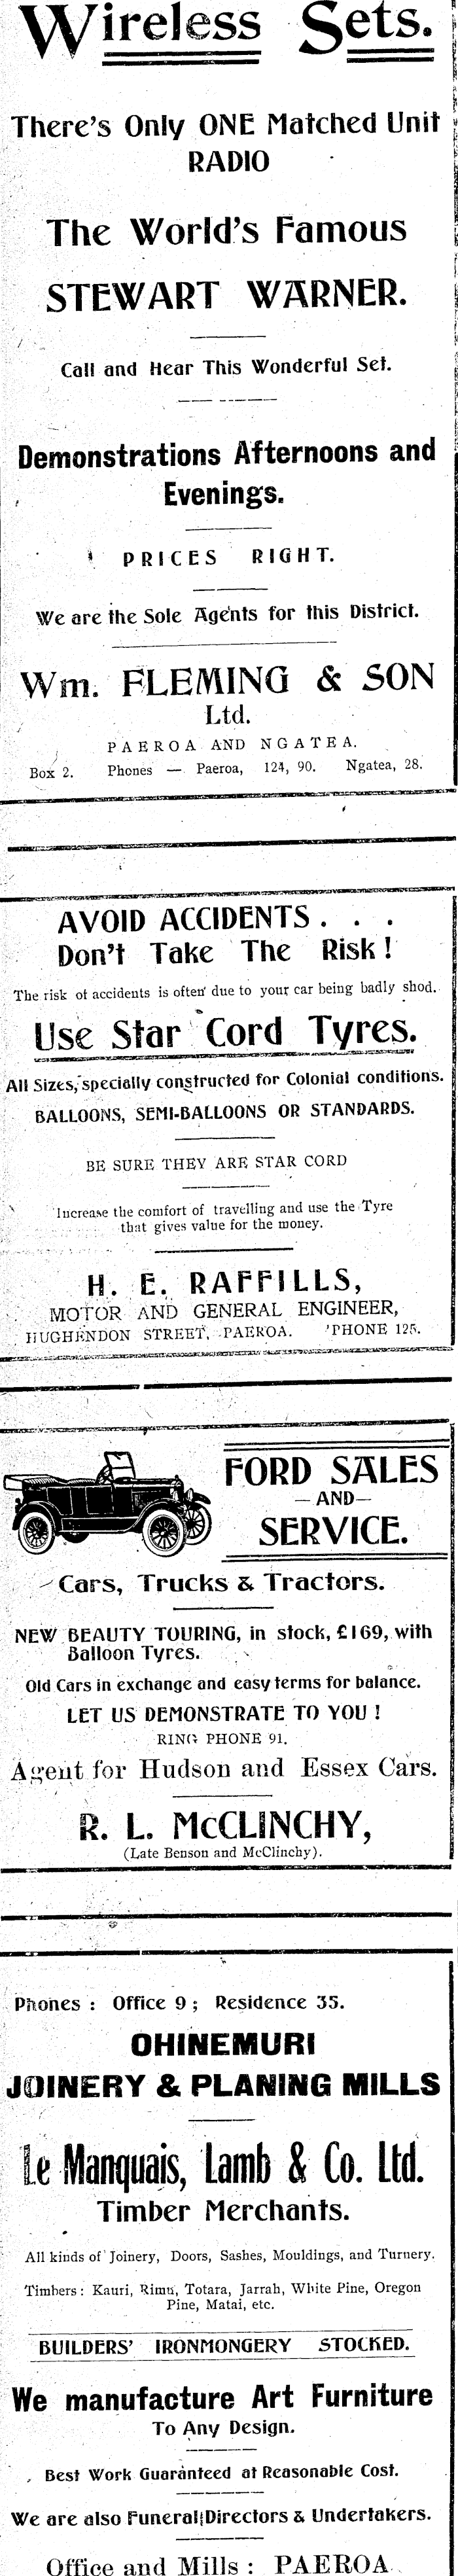 Wireless Sets.
There's Only ONE Matched Unit
RADIO
The World's Famous
STEWART WARNER.
Call and Hear This Wonderful Set.
Demonstrations Afternoons and
Evenings.
PRICES RIGHT.
We are the Sole Agents for this District.
Wm. FLEMING & SON
Ltd.
PAEROA AND NGATEA.
Box 2. Phones — Paeroa, 124, 90. Ngatea, 28.
AVOID ACCIDENTS . . .
Don't Take The Risk!
The risk of accidents is often due to your car being badly shod.
Use Star Cord Tyres.
All Sizes, specially constructed for Colonial conditions.
BALLOONS, SEMI-BALLOONS OR STANDARDS.
BE SURE THEY ARE STAR CORD
Increase the comfort of travelling and use the Tyre
that gives value for the money.
H. E. RAFFILLS,
MOTOR AND GENERAL ENGINEER,
HUGHENDON STREET, PAEROA. 'PHONE 125.
FORD SALES
—AND—
SERVICE.
Cars, Trucks & Tractors.
NEW BEAUTY TOURING, in stock, £169, with
Balloon Tyres.
Old Cars in exchange and easy terms for balance.
LET US DEMONSTRATE TO YOU!
RING PHONE 91.
Agent for Hudson and Essex Cars.
R. L. McCLINCHY,
(Late Benson and McClinchy).
Phones : Office 9 ; Residence 35.
OHINEMURI
JOINERY & PLANING MILLS
Le Manquais, Lamb & Co. Ltd.
Timber Merchants.
All kinds of Joinery, Doors, Sashes, Mouldings, and Turnery.
Timbers : Kauri, Rimu, Totara, Jarrah, White Pine, Oregon
Pine, Matai, etc.
BUILDERS' IRONMONGERY STOCKED.
We manufacture Art Furniture
To Any Design.
Best Work Guaranteed at Reasonable Cost.
We are also Funeral Directors & Undertakers.
Office and Mills : PAEROA